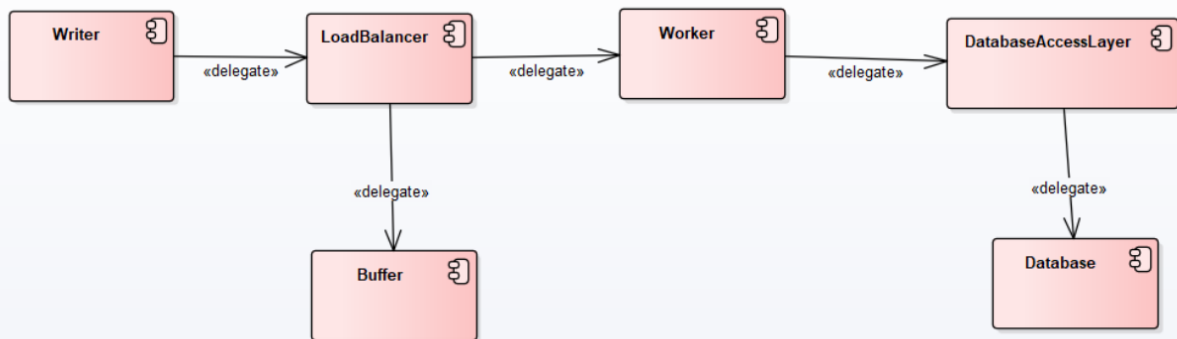 Writer
LoadBalancer
Worker
DatabaseAccessLayer
«delegate»
«delegate»
«delegate»
«delegate»
«delegate»
Buffer
Database